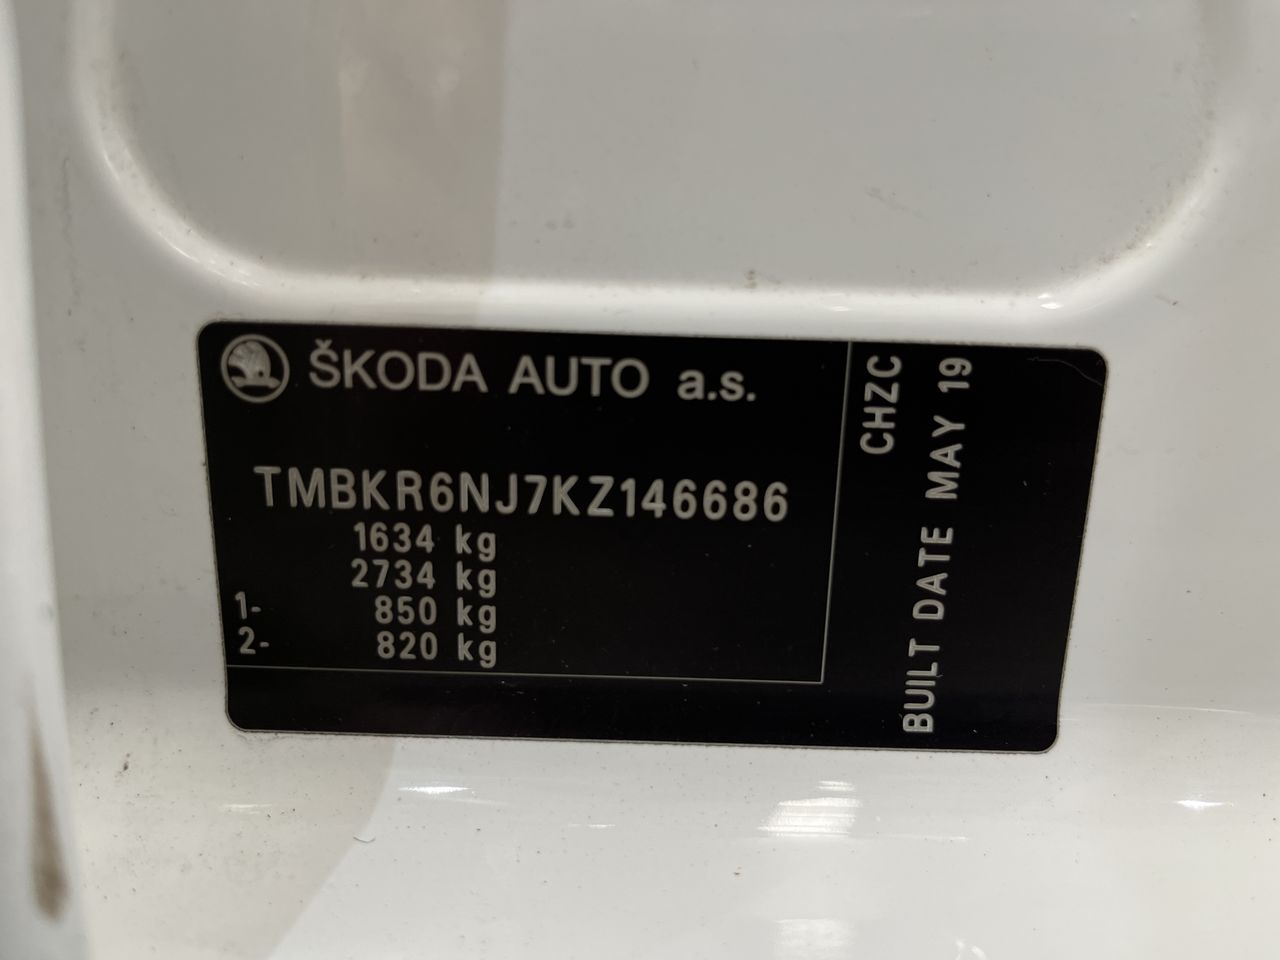 ŠKODA AUTO a.s.
TMBKR6NJ7KZ146686
1634 kg
2734 kg
1- 850 kg
2- 820 kg
CHZC
BUILT DATE MAY 19